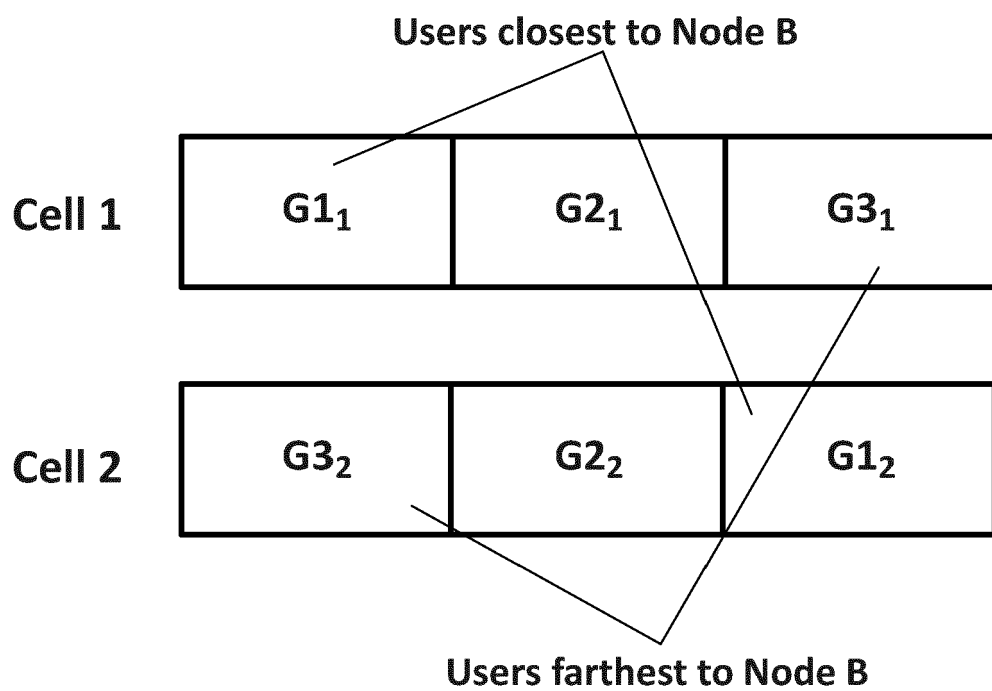 Users closest to Node B
Cell 1 G1₁ G2₁ G3₁
Cell 2 G3₂ G2₂ G1₂
Users farthest to Node B